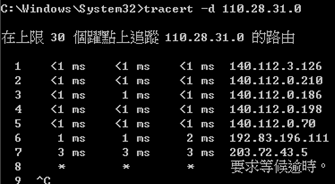 C:\Windows\System32>tracert -d 110.28.31.0
在上限 30 個躍點上追蹤 110.28.31.0 的路由
1 <1 ms <1 ms <1 ms 140.112.3.126
2 <1 ms <1 ms <1 ms 140.112.0.210
3 1 ms <1 ms <1 ms 140.112.0.186
4 <1 ms <1 ms <1 ms 140.112.0.198
5 <1 ms <1 ms <1 ms 140.112.0.70
6 1 ms 1 ms 2 ms 192.83.196.111
7 3 ms 3 ms 3 ms 203.72.43.5
8 * * * 要求等候逾時。
9 ^C